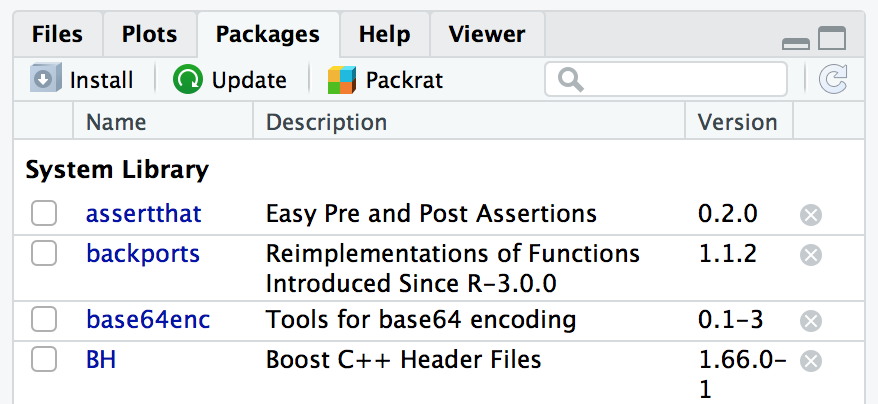 Files Plots Packages Help Viewer
Install Update Packrat
Name Description Version
System Library
assertthat Easy Pre and Post Assertions 0.2.0
backports Reimplementations of Functions 1.1.2
Introduced Since R-3.0.0
base64enc Tools for base64 encoding 0.1-3
BH Boost C++ Header Files 1.66.0-
1